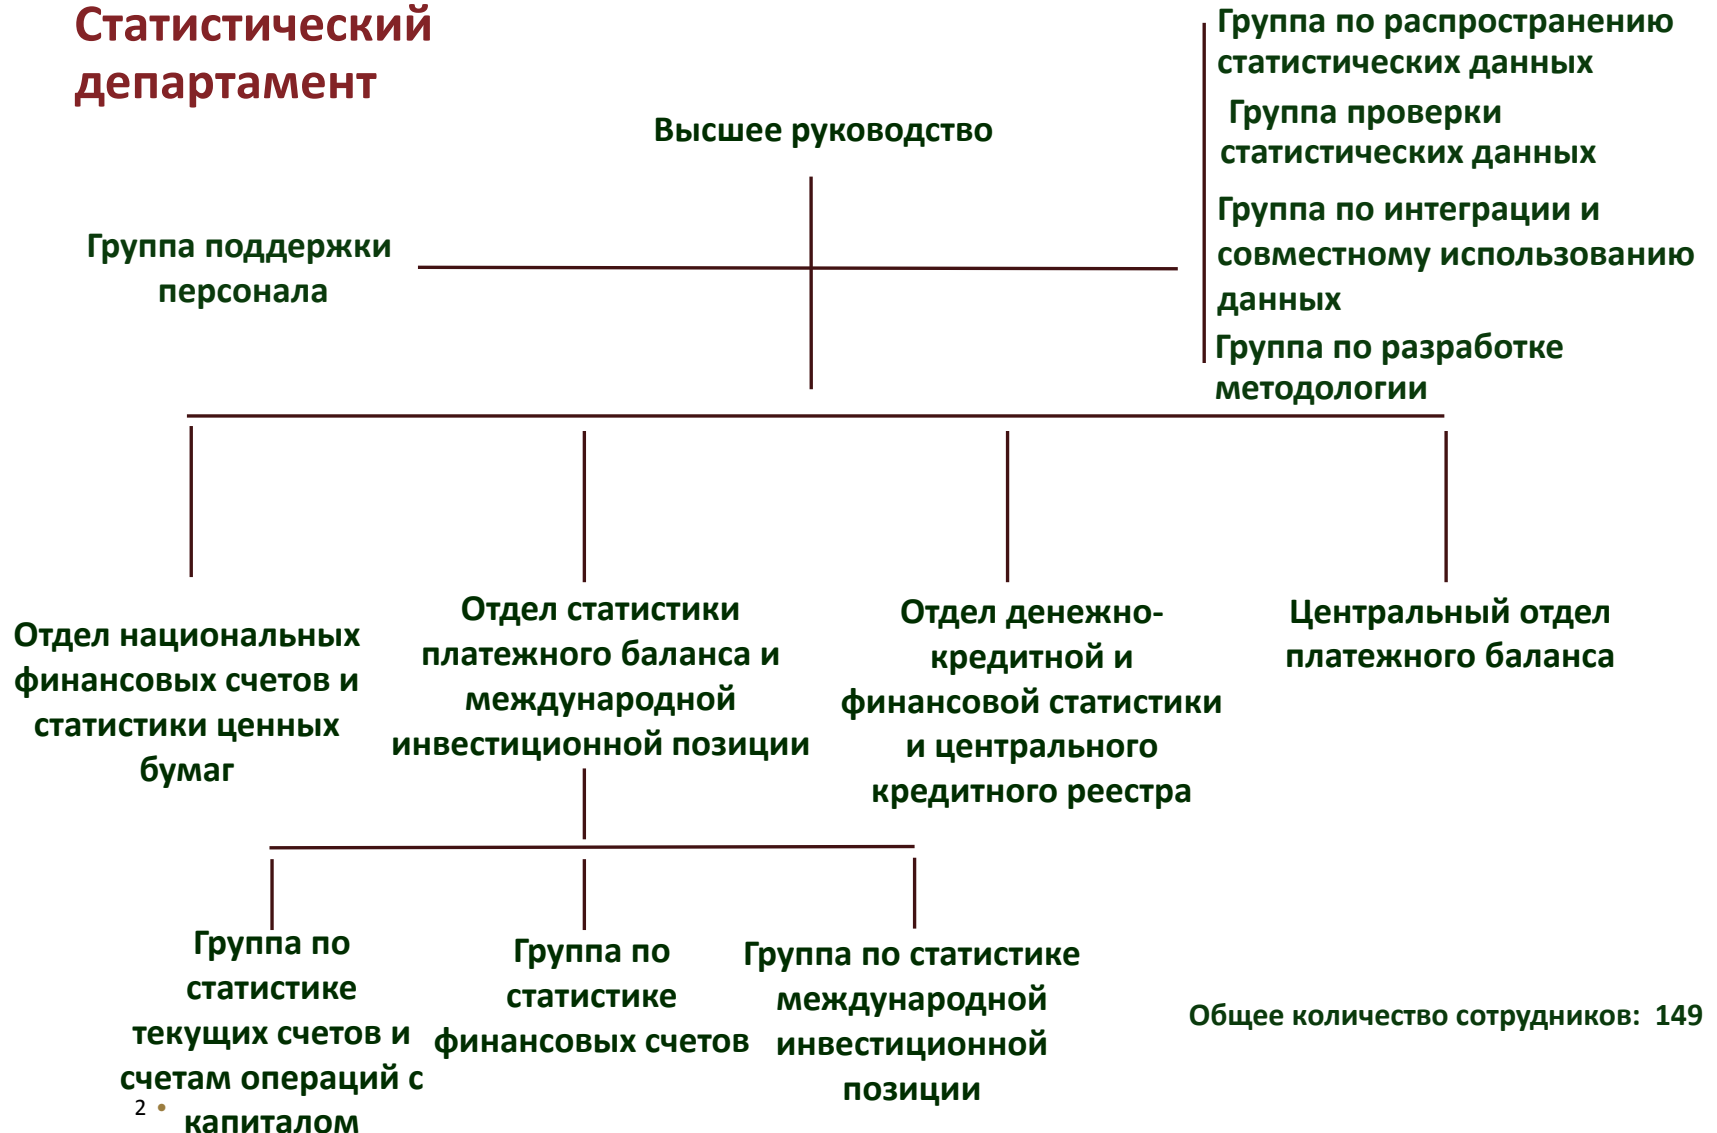 Статистический
департамент
Группа по распространению
статистических данных
Группа проверки
статистических данных
Группа по интеграции и
совместному использованию
данных
Группа по разработке
методологии
Высшее руководство
Группа поддержки
персонала
Отдел национальных
финансовых счетов и
статистики ценных
бумаг
Отдел статистики
платежного баланса и
международной
инвестиционной позиции
Отдел денежно-
кредитной и
финансовой статистики
и центрального
кредитного реестра
Центральный отдел
платежного баланса
Группа по
статистике
текущих счетов и
счетам операций с
капиталом
Группа по
статистике
финансовых счетов
Группа по статистике
международной
инвестиционной
позиции
Общее количество сотрудников: 149
2 •